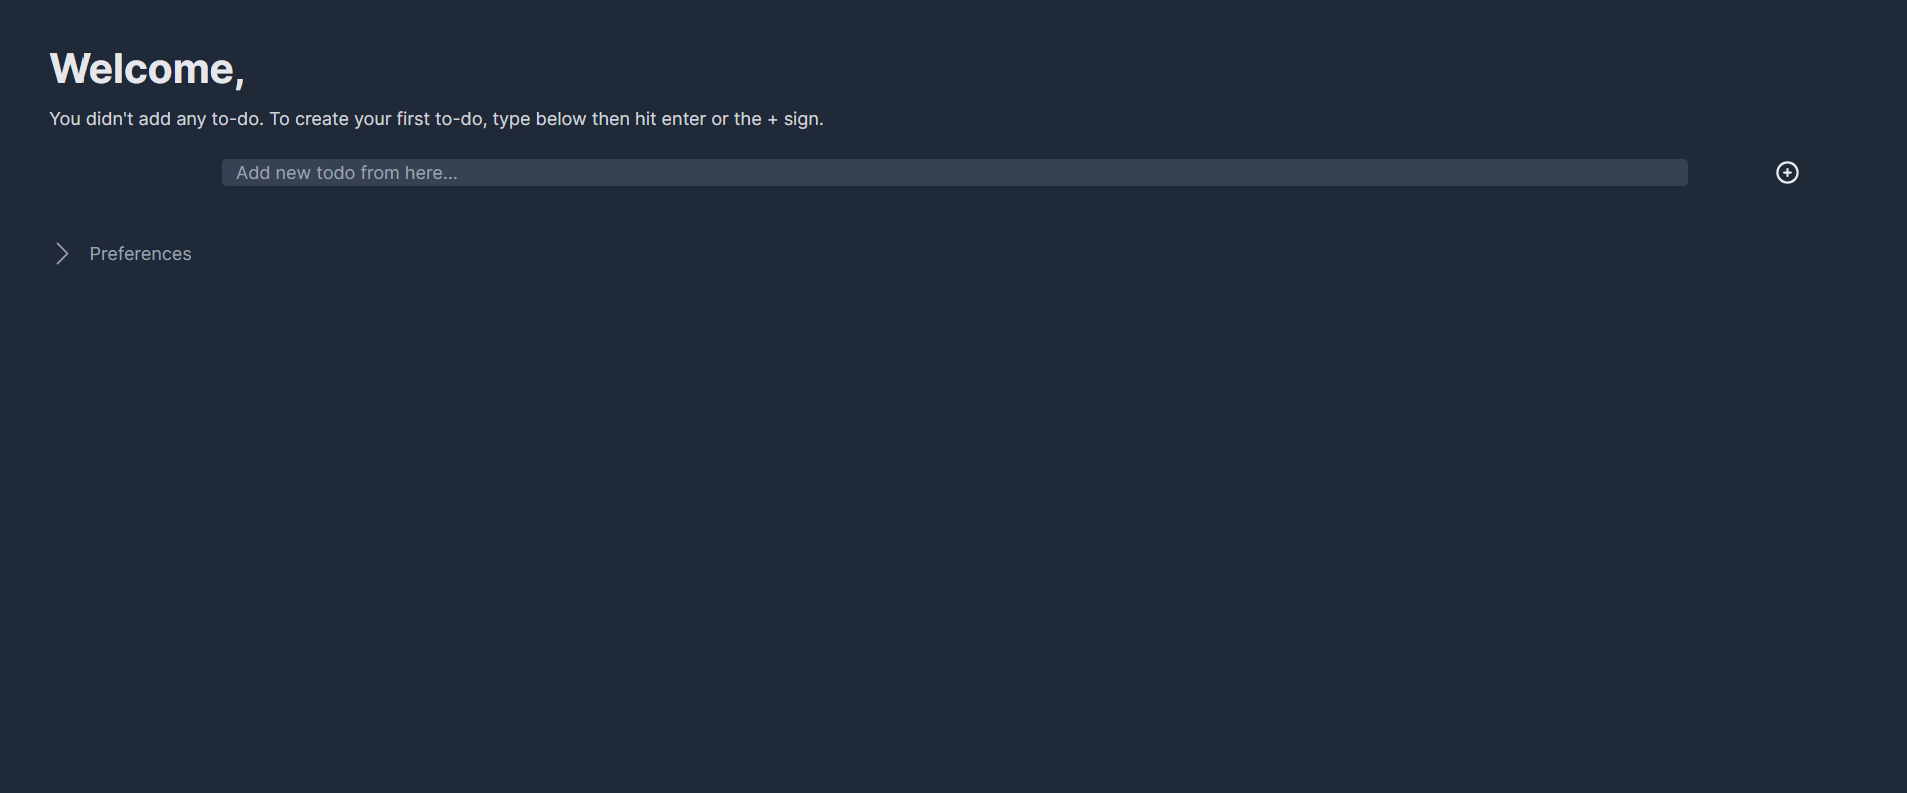 Welcome,
You didn't add any to-do. To create your first to-do, type below then hit enter or the + sign.
Add new todo from here...
Preferences